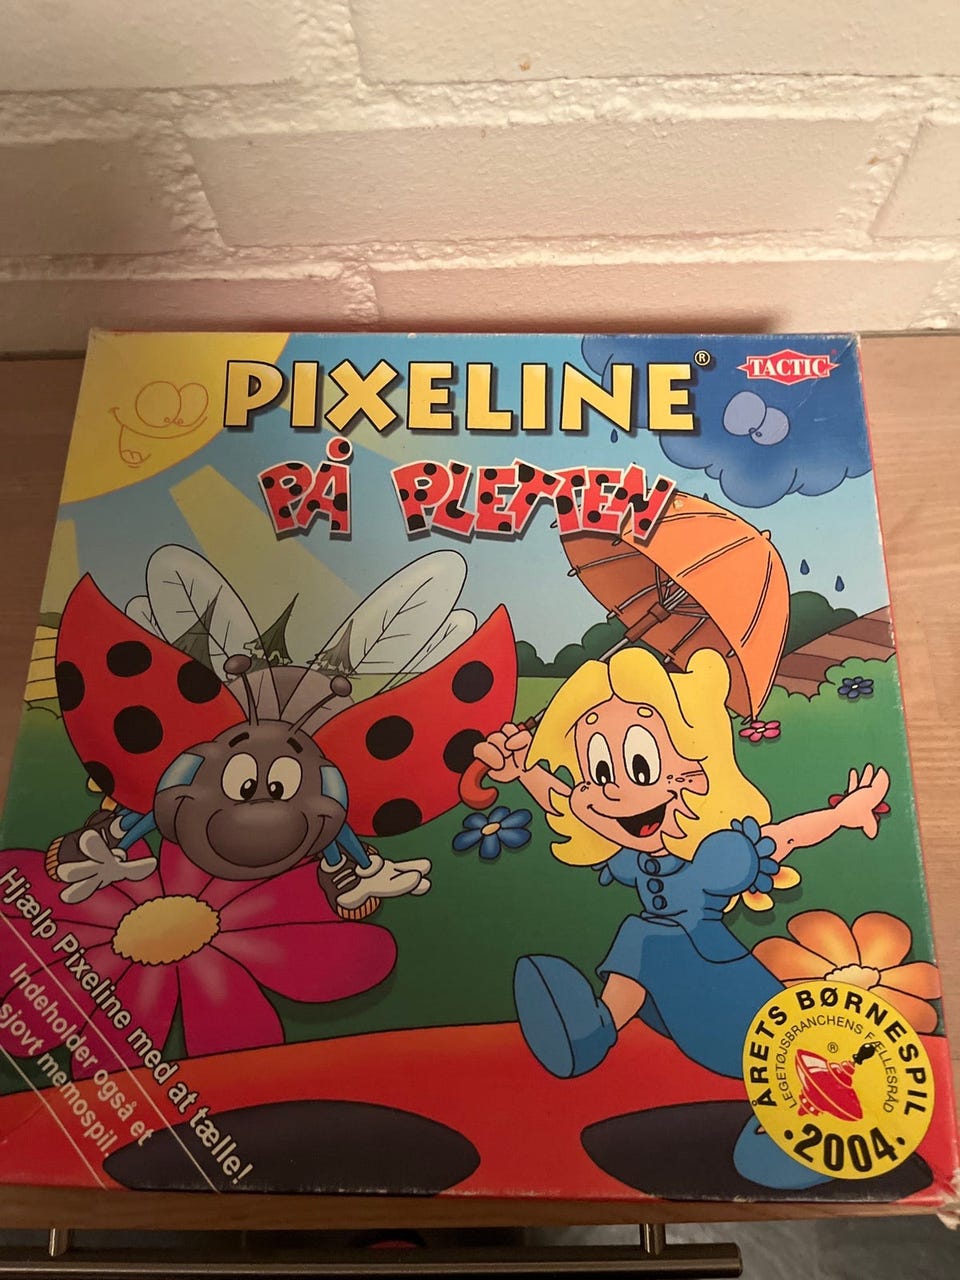 PIXELINE®
TACTIC®
PÅ PLETTEN
Hjælp Pixeline med at tælle!
Indeholder også et
sjovt memospil.
ÅRETS BØRNESPIL
LEGETØJSBRANCHENS FÆLLESRÅD
®
·2004·